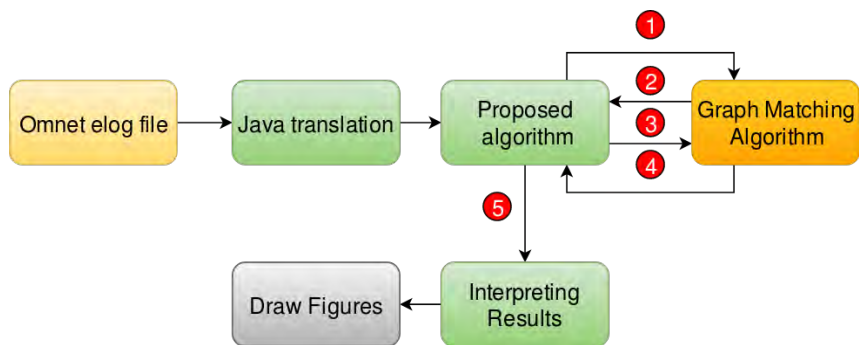 1
2
Omnet elog file
Java translation
Proposed
algorithm
3
Graph Matching
Algorithm
4
5
Draw Figures
Interpreting
Results